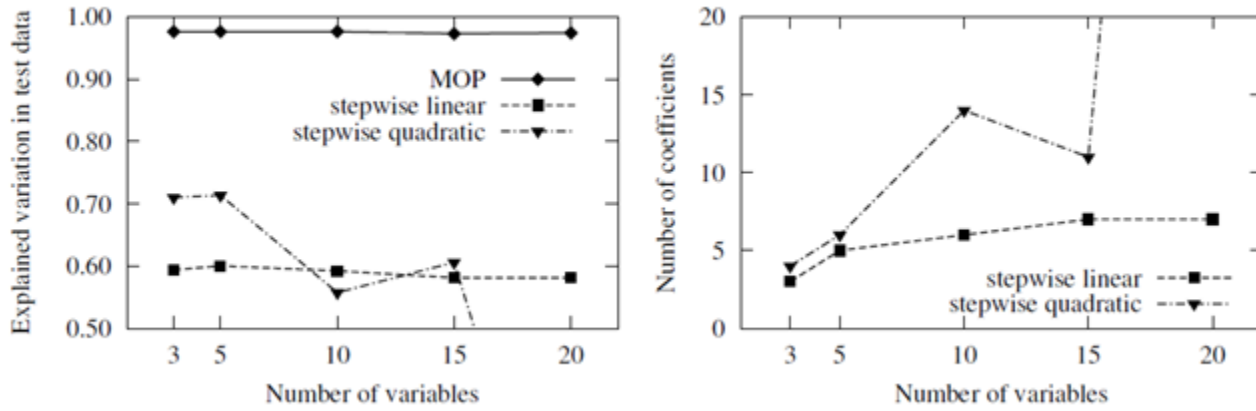 Explained variation in test data
1.00
0.90
0.80
0.70
0.60
0.50
MOP
stepwise linear
stepwise quadratic
3 5 10 15 20
Number of variables
Number of coefficients
20
15
10
5
0
stepwise linear
stepwise quadratic
3 5 10 15 20
Number of variables